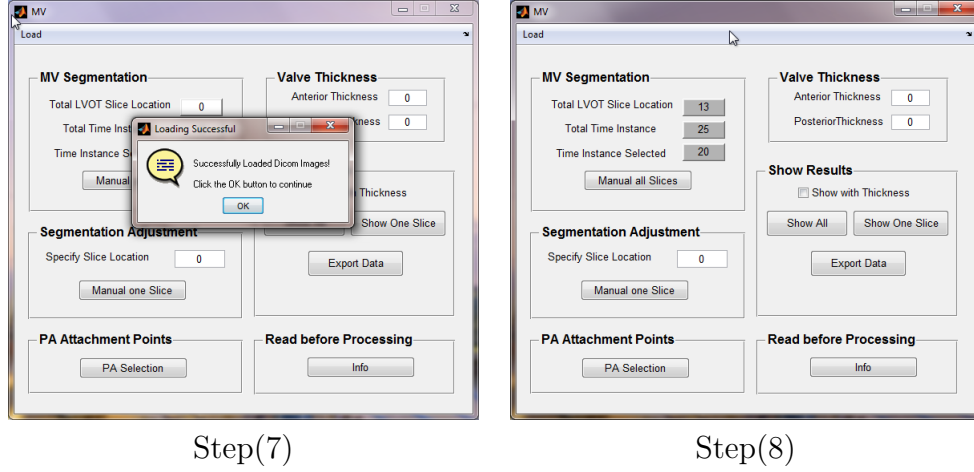 MV
Load
MV Segmentation
Total LVOT Slice Location 0
Total Time Inst
Time Instance S
Manual
Valve Thickness
Anterior Thickness 0
kness 0
Loading Successful
Successfully Loaded Dicom Images!
Click the OK button to continue
OK
Thickness
Show One Slice
Export Data
Segmentation Adjustment
Specify Slice Location 0
Manual one Slice
PA Attachment Points
PA Selection
Read before Processing
Info
Step(7)
MV
Load
MV Segmentation
Total LVOT Slice Location 13
Total Time Instance 25
Time Instance Selected 20
Manual all Slices
Valve Thickness
Anterior Thickness 0
PosteriorThickness 0
Show Results
Show with Thickness
Show All Show One Slice
Export Data
Segmentation Adjustment
Specify Slice Location 0
Manual one Slice
PA Attachment Points
PA Selection
Read before Processing
Info
Step(8)